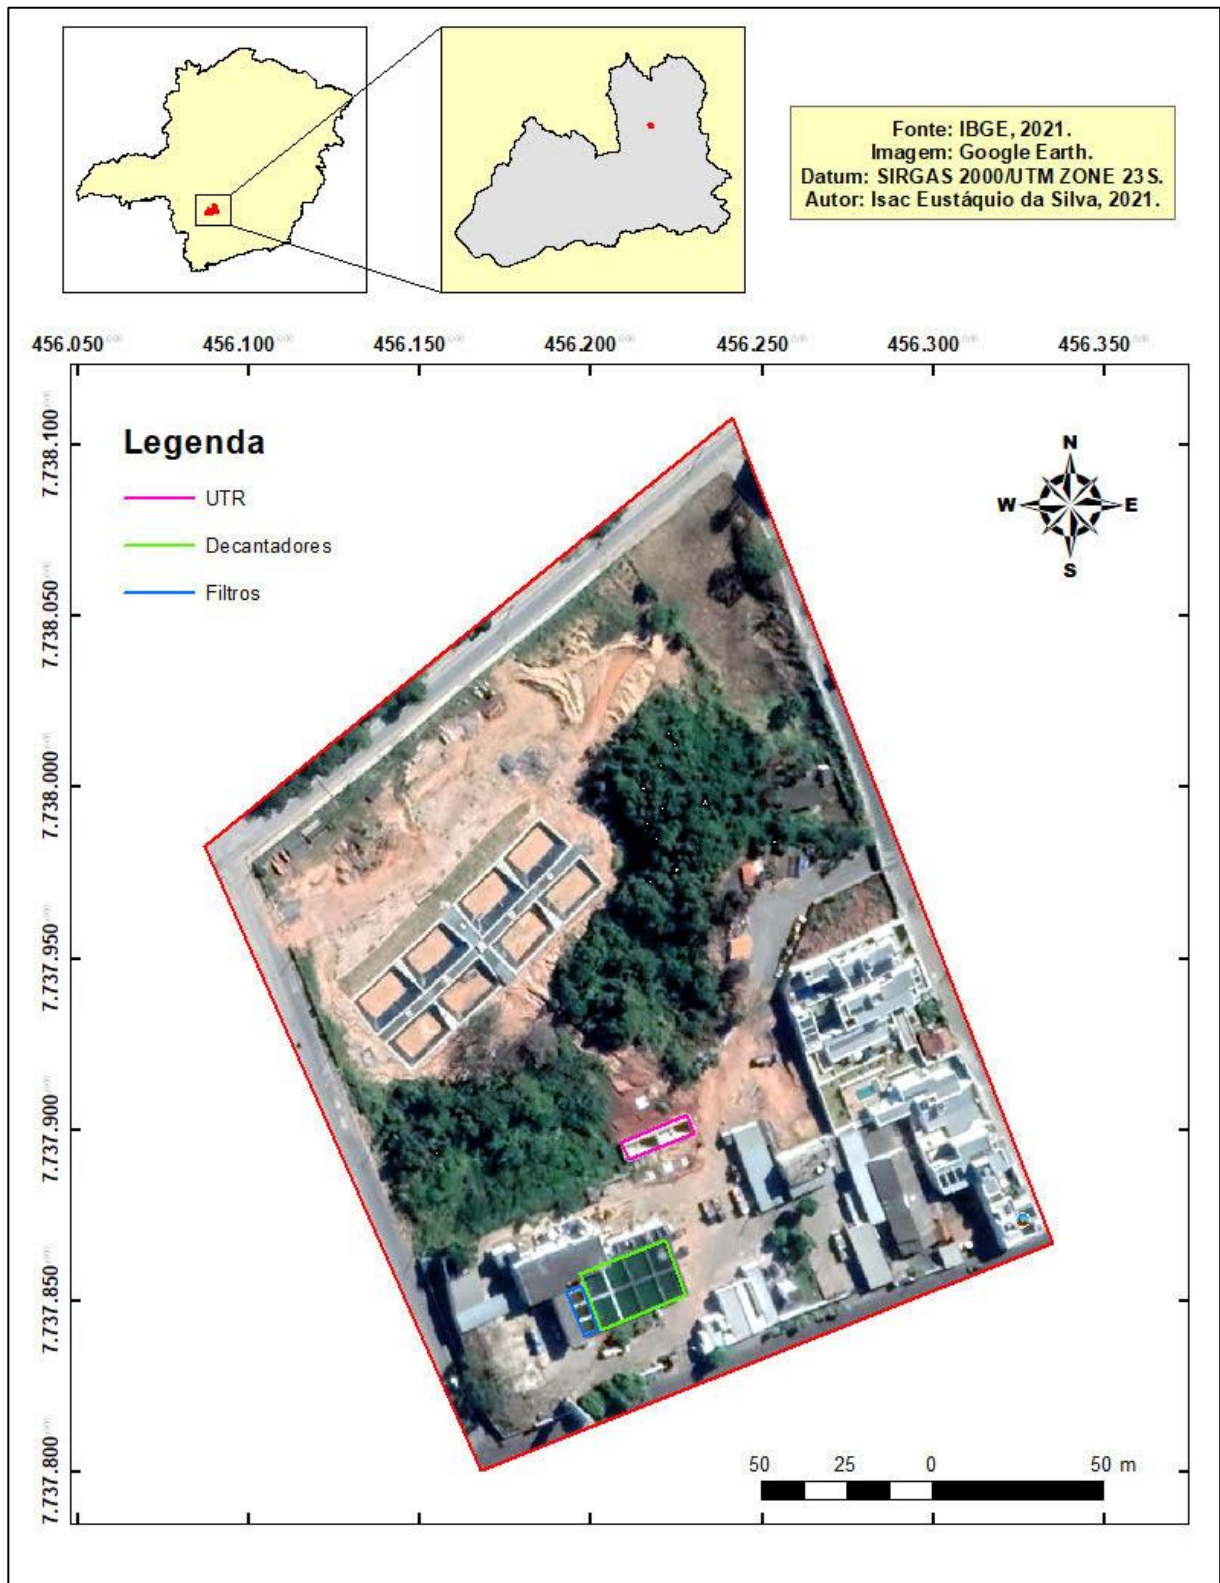 Fonte: IBGE, 2021.
Imagem: Google Earth.
Datum: SIRGAS 2000/UTM ZONE 23 S.
Autor: Isac Eustáquio da Silva, 2021.
456.050 456.100 456.150 456.200 456.250 456.300 456.350
7.738.100
7.738.050
7.738.000
7.737.950
7.737.900
7.737.850
7.737.800
Legenda
UTR
Decantadores
Filtros
N
W E
S
50 25 0 50 m